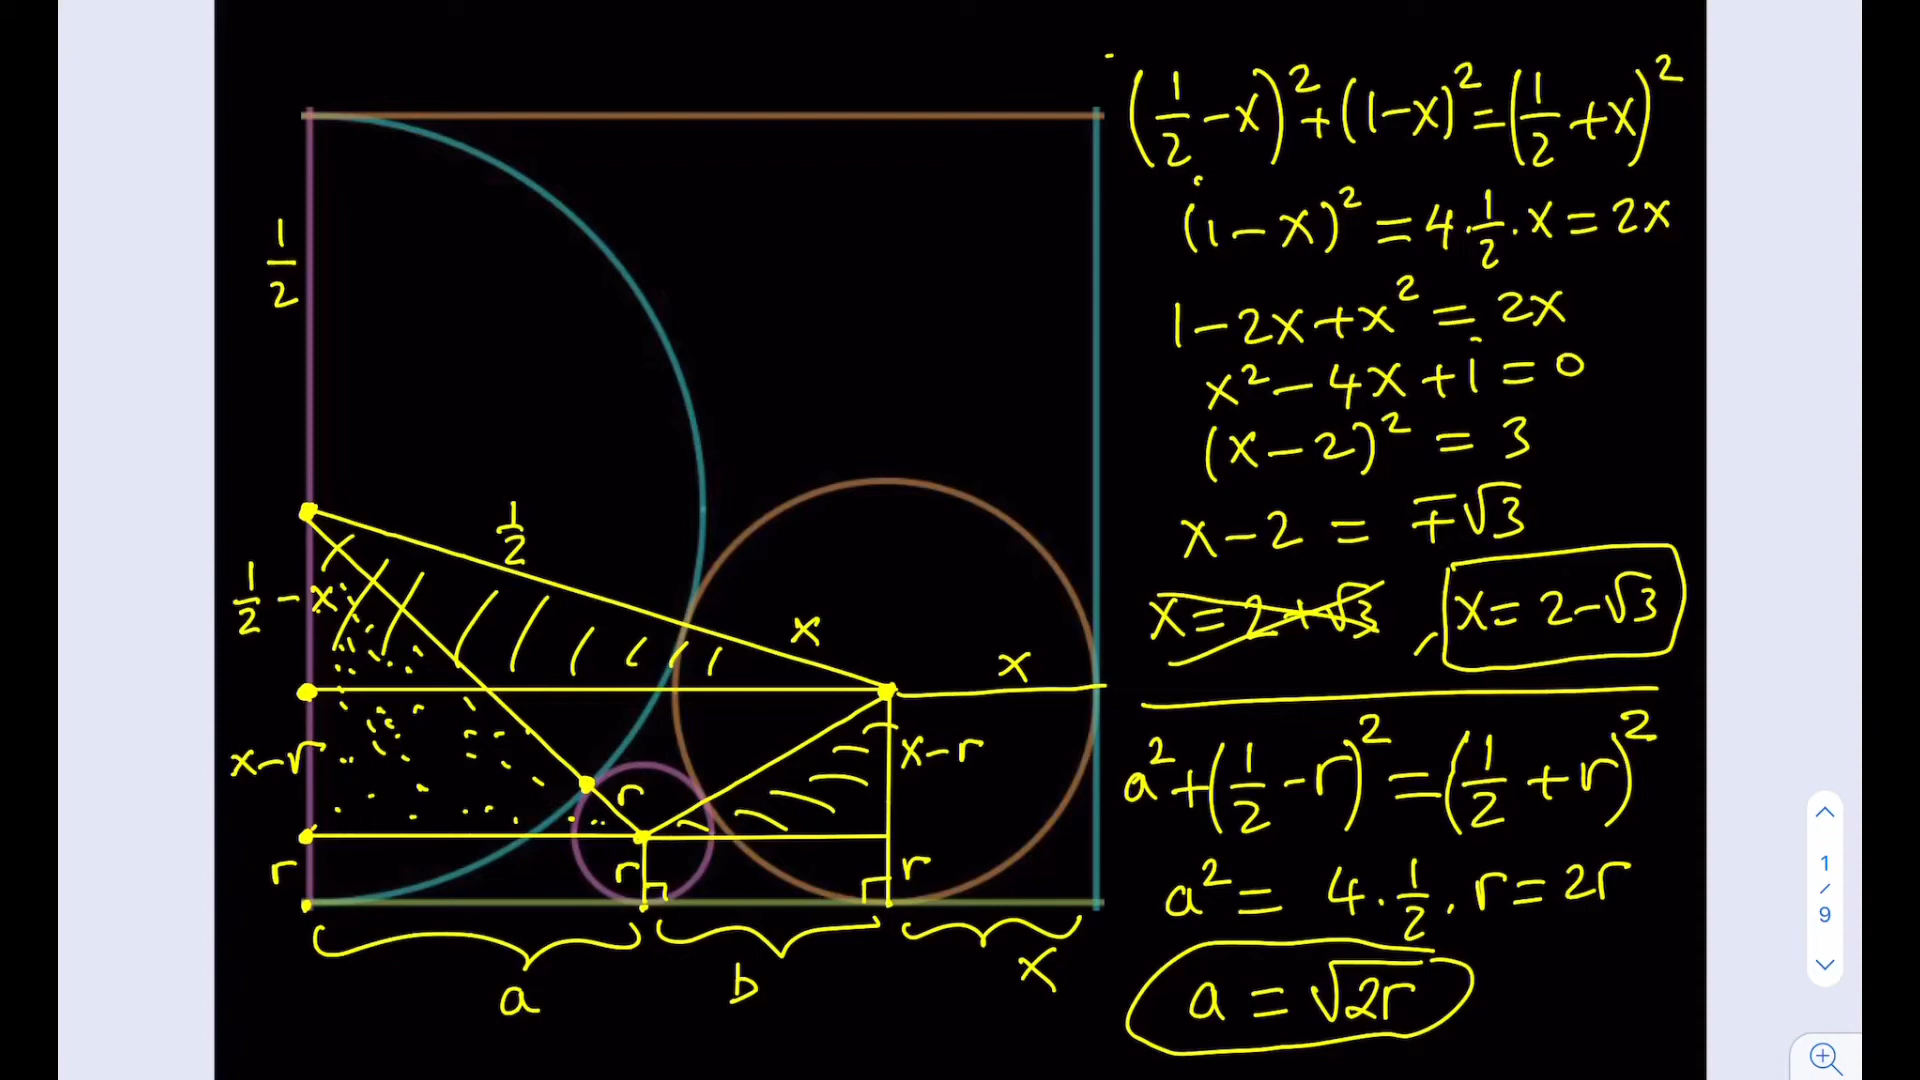 (1/2 - x)² + (1-x)² = (1/2 + x)²
(1-x)² = 4·1/2·x = 2x
1-2x+x² = 2x
x²-4x+1=0
(x-2)² = 3
x-2 = ∓√3
x=2+√3
x=2-√3
a²+(1/2-r)²=(1/2+r)²
a² = 4·1/2·r=2r
a = √2r
1/2
1/2
1/2 - x
x
x
x-r
x-r
r
r
r
r
a
b
x
1
/
9